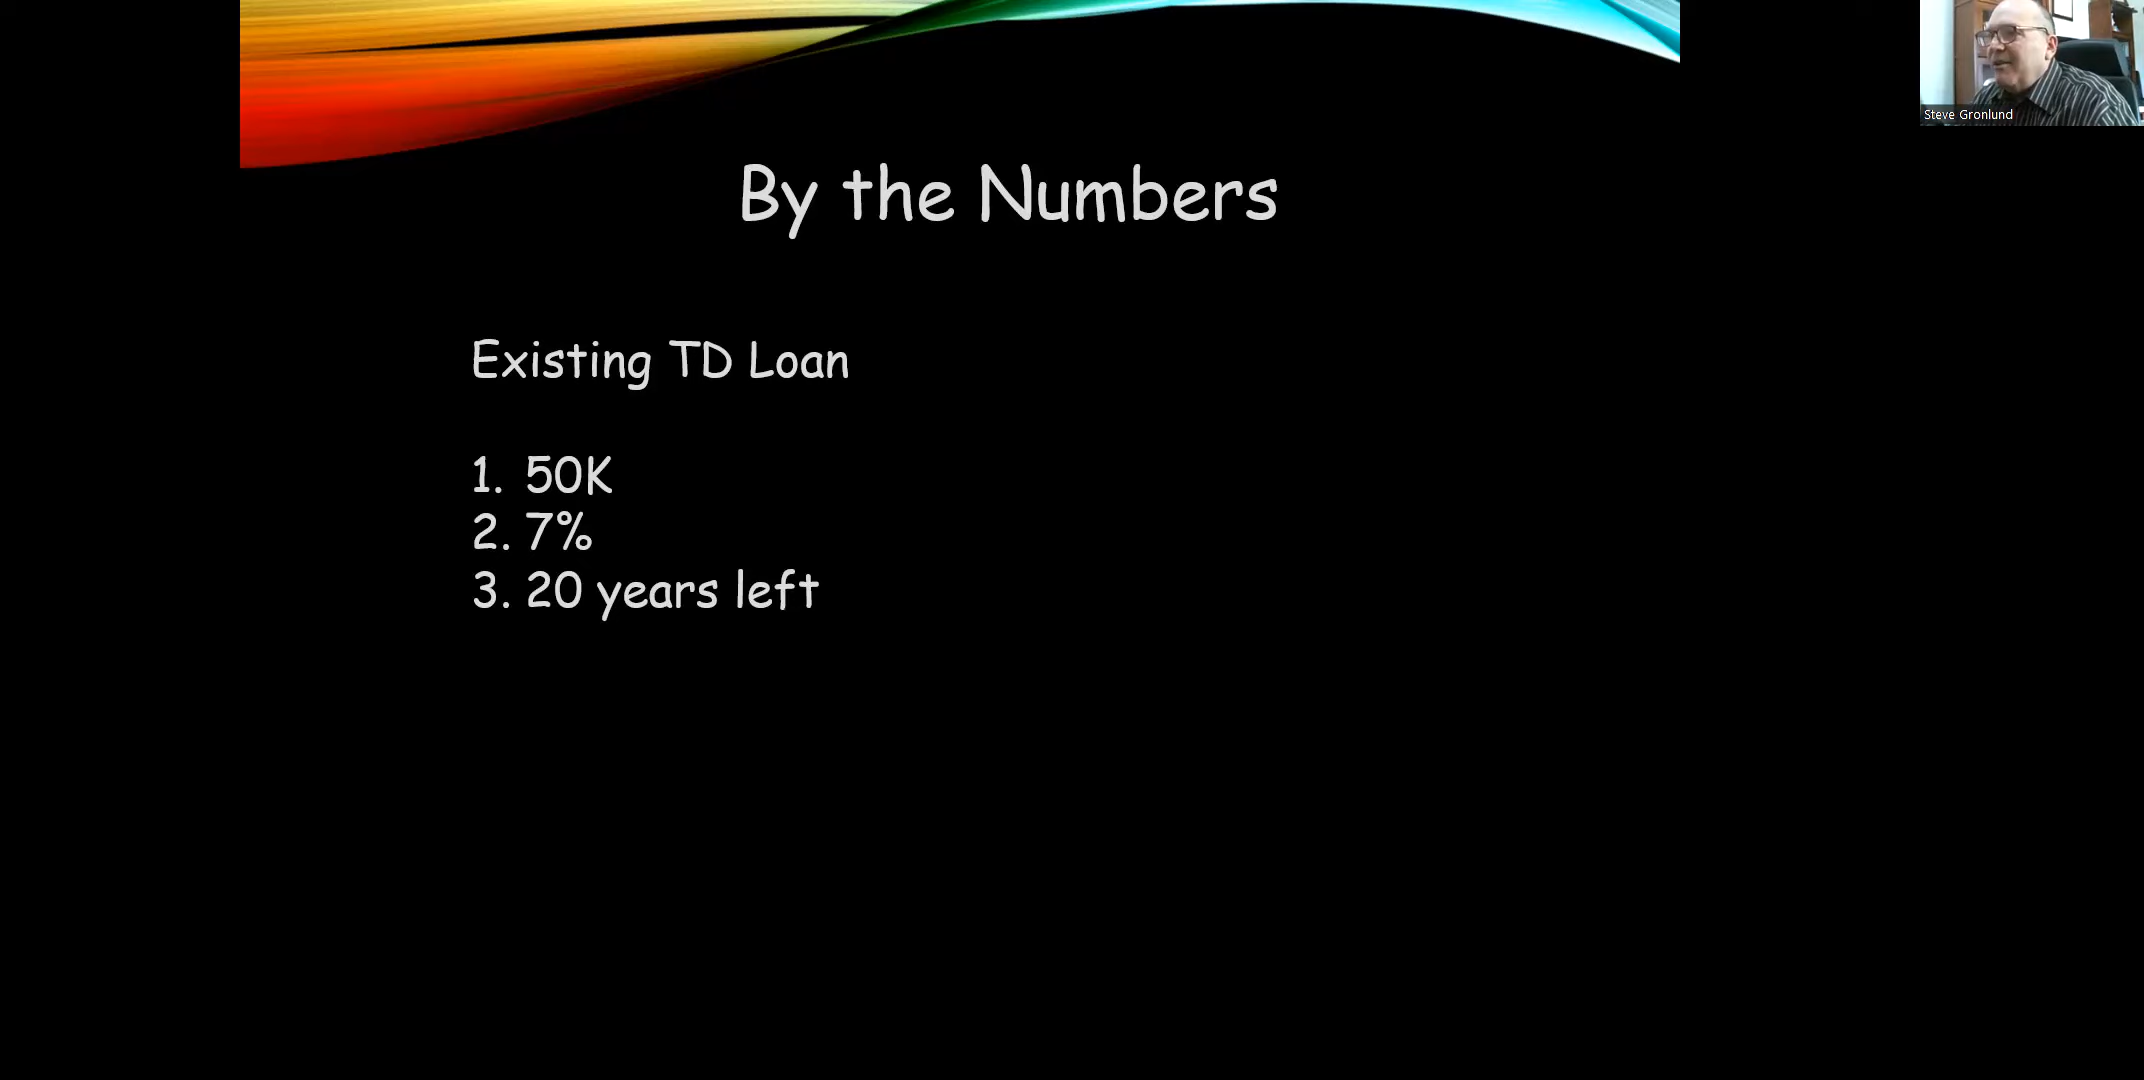 By the Numbers
Steve Gronlund
Existing TD Loan
1. 50K
2. 7%
3. 20 years left